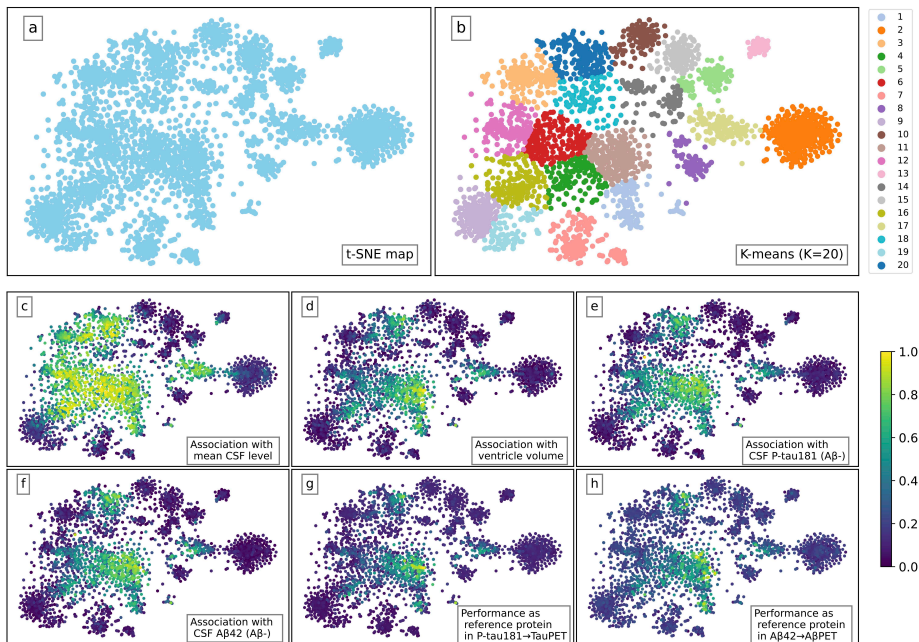 a
t-SNE map
b
K-means (K=20)
1
2
3
4
5
6
7
8
9
10
11
12
13
14
15
16
17
18
19
20
c
Association with
mean CSF level
d
Association with
ventricle volume
e
Association with
CSF P-tau181 (Aβ-)
f
Association with
CSF Aβ42 (Aβ-)
g
Performance as
reference protein
in P-tau181→TauPET
h
Performance as
reference protein
in Aβ42→AβPET
1.0
0.8
0.6
0.4
0.2
0.0